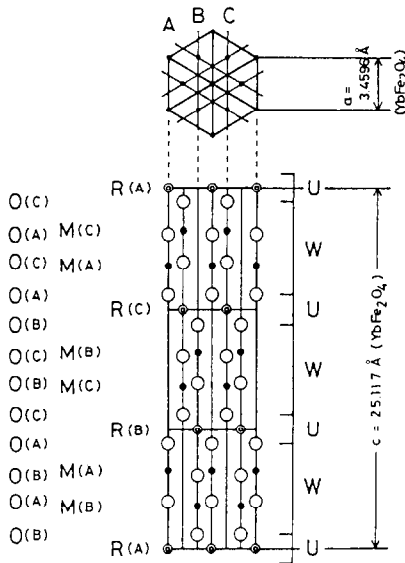 A B C
a = 3.4596 Å
(YbFe₂O₄)
R(A) U
O(C)
O(A) M(C)
W
O(C) M(A)
O(A)
R(C) U
O(B)
O(C) M(B)
W
O(B) M(C)
O(C)
R(B) U
O(A)
O(B) M(A)
W
O(A) M(B)
O(B)
R(A) U
c = 25.117 Å (YbFe₂O₄)